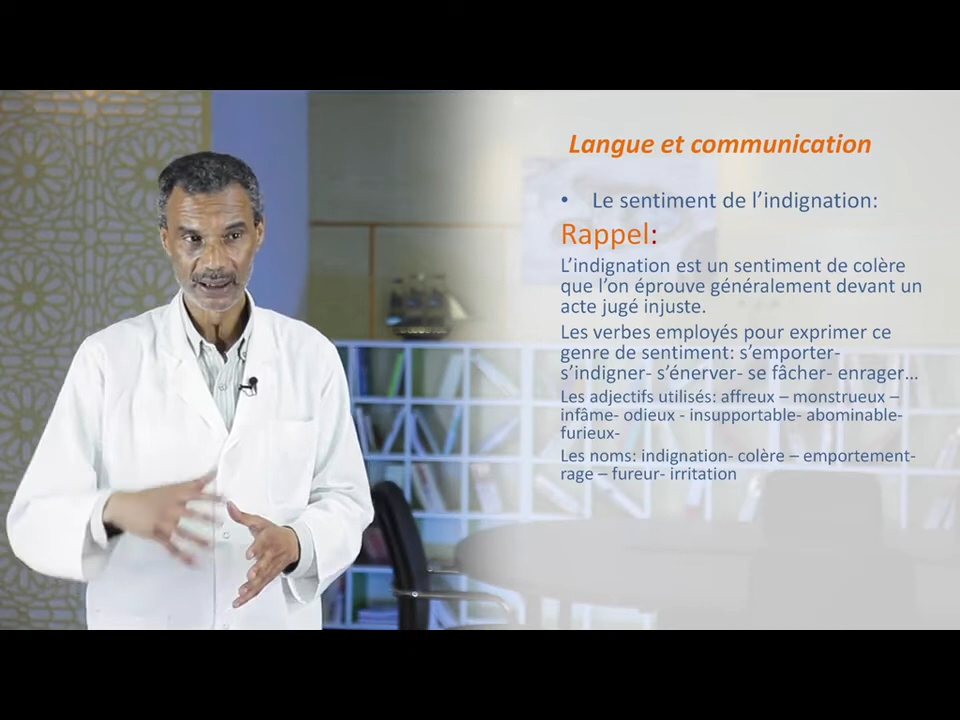 Langue et communication
• Le sentiment de l’indignation:
Rappel:
L’indignation est un sentiment de colère
que l’on éprouve généralement devant un
acte jugé injuste.
Les verbes employés pour exprimer ce
genre de sentiment: s’emporter-
s’indigner- s’énerver- se fâcher- enrager…
Les adjectifs utilisés: affreux – monstrueux –
infâme- odieux - insupportable- abominable-
furieux-
Les noms: indignation- colère – emportement-
rage – fureur- irritation